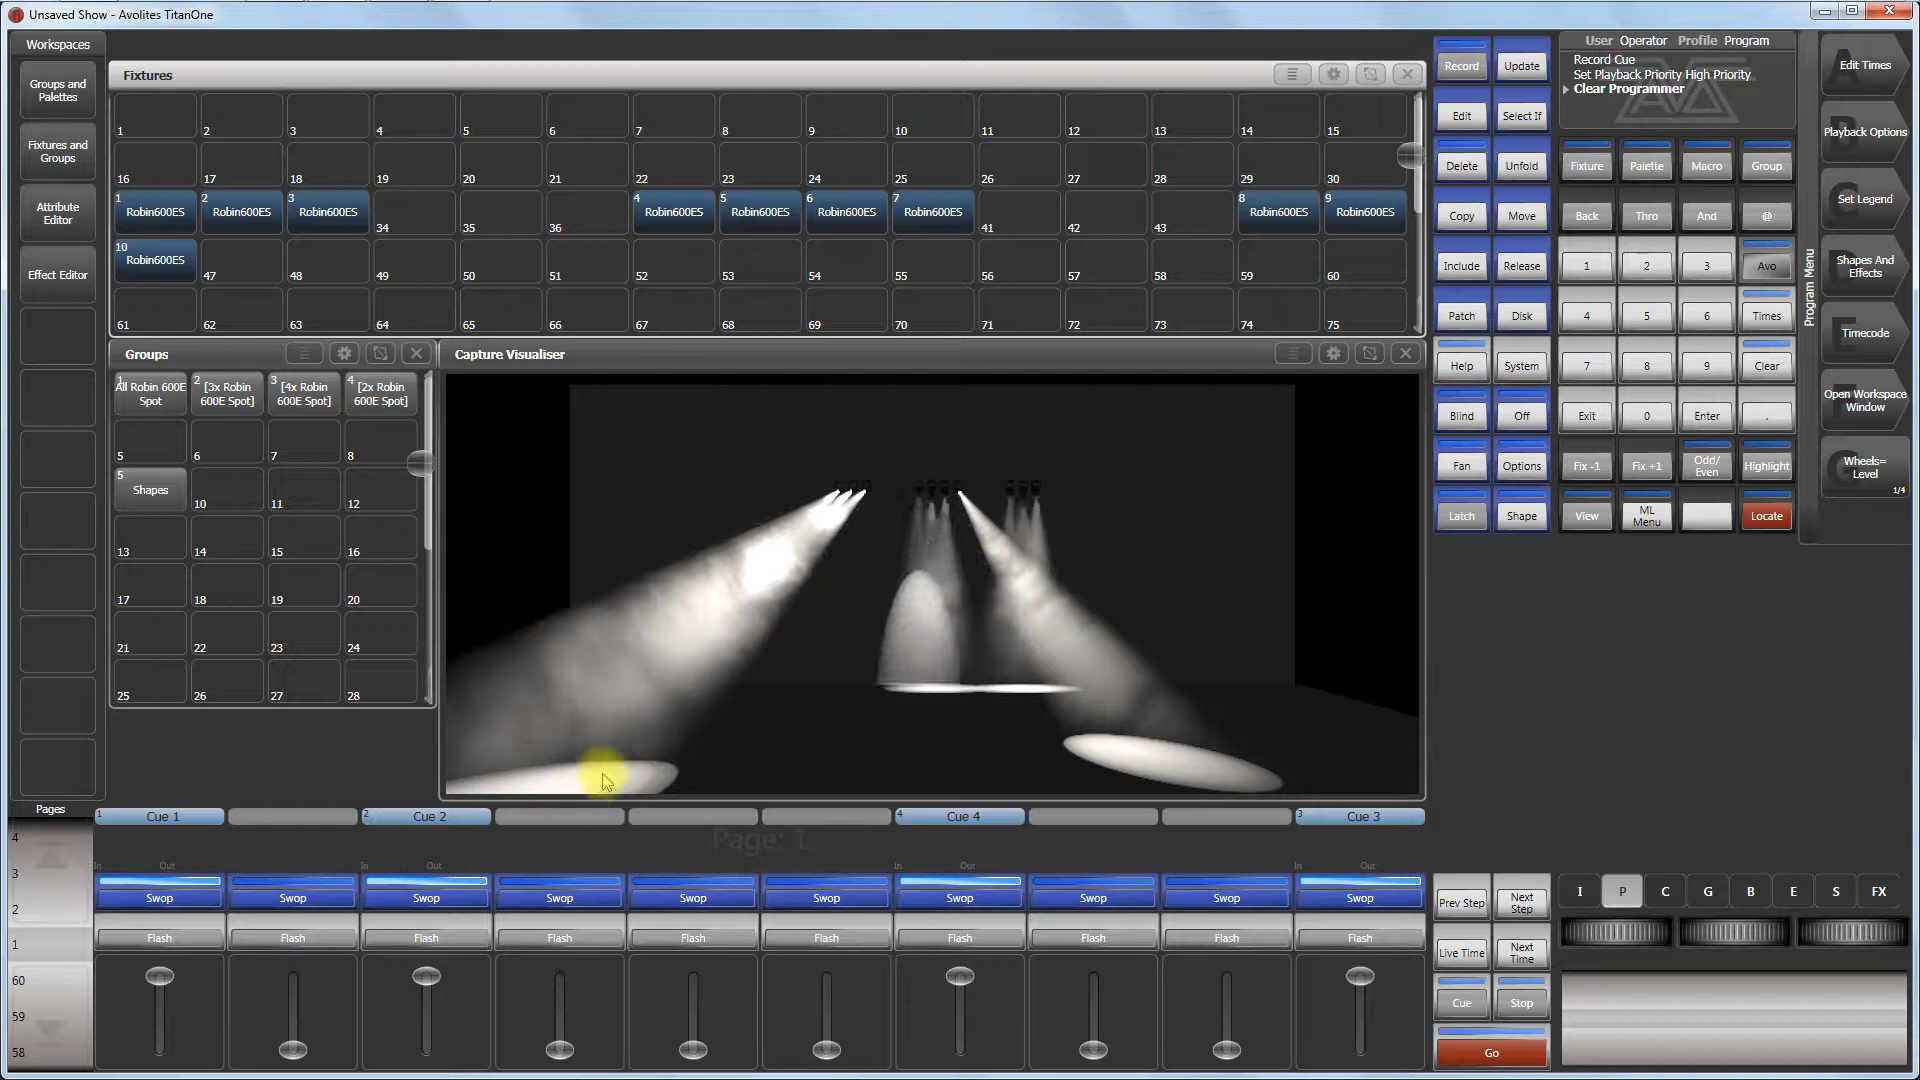 Unsaved Show - Avolites TitanOne
Workspaces
Groups and
Palettes
Fixtures and
Groups
Attribute
Editor
Effect Editor
Fixtures
1 2 3 4 5 6 7 8 9 10 11 12 13 14 15
16 17 18 19 20 21 22 23 24 25 26 27 28 29 30
1 Robin600ES 2 Robin600ES 3 Robin600ES 34 35 36 4 Robin600ES 5 Robin600ES 6 Robin600ES 7 Robin600ES 41 42 43 8 Robin600ES 9 Robin600ES
10 Robin600ES 47 48 49 50 51 52 53 54 55 56 57 58 59 60
61 62 63 64 65 66 67 68 69 70 71 72 73 74 75
Groups
1 All Robin 600E Spot
2 [3x Robin 600E Spot]
3 [4x Robin 600E Spot]
4 [2x Robin 600E Spot]
5 6 7 8
5 Shapes 10 11 12
13 14 15 16
17 18 19 20
21 22 23 24
25 26 27 28
Capture Visualiser
Record Update
Edit Select If
Delete Unfold
Copy Move
Include Release
Patch Disk
Help System
Blind Off
Fan Options
Latch Shape
User Operator Profile Program
Record Cue
Set Playback Priority High Priority
Clear Programmer
Fixture Palette Macro Group
Back Thro And @
1 2 3 Avo
4 5 6 Times
7 8 9 Clear
Exit 0 Enter .
Fix -1 Fix +1 Odd/Even Highlight
View ML Menu Locate
Program Menu
A Edit Times
B Playback Options
C Set Legend
D Shapes And Effects
E Timecode
F Open Workspace Window
G Wheels= Level
1/4
Pages
4
3
2
1
60
59
58
1 Cue 1 2 Cue 2 4 Cue 4 3 Cue 3
Page: 1
In Out In Out In Out In Out
Swop Swop Swop Swop Swop Swop Swop Swop Swop Swop
Flash Flash Flash Flash Flash Flash Flash Flash Flash Flash
Prev Step Next Step
Live Time Next Time
Cue Stop
Go
I P C G B E S FX